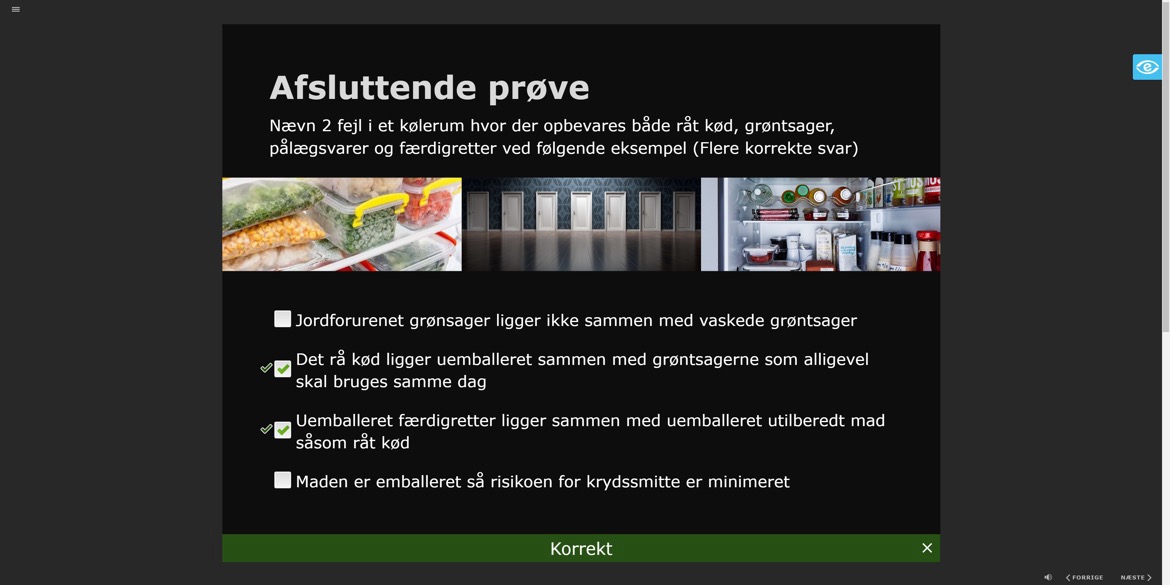 Afsluttende prøve
Nævn 2 fejl i et kølerum hvor der opbevares både råt kød, grøntsager,
pålægsvarer og færdigretter ved følgende eksempel (Flere korrekte svar)
Jordforurenet grønsager ligger ikke sammen med vaskede grøntsager
Det rå kød ligger uemballeret sammen med grøntsagerne som alligevel
skal bruges samme dag
Uemballeret færdigretter ligger sammen med uemballeret utilberedt mad
såsom råt kød
Maden er emballeret så risikoen for krydssmitte er minimeret
Korrekt
FORRIGE
NÆSTE